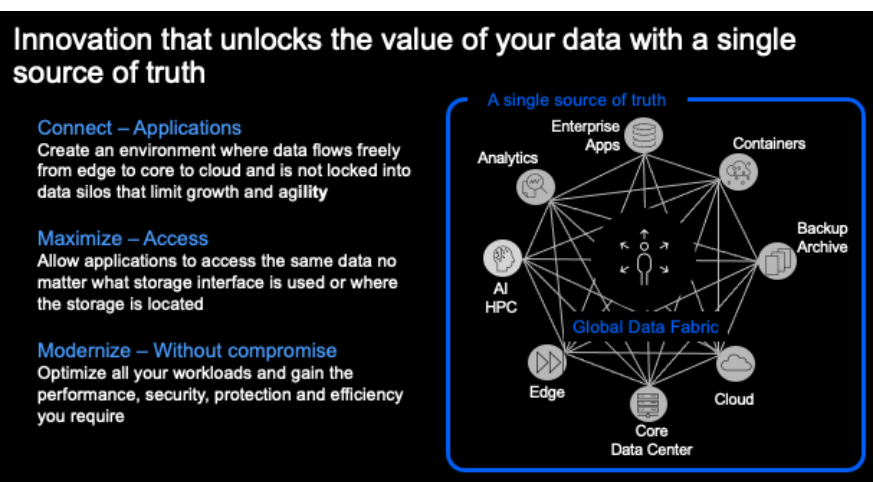 Innovation that unlocks the value of your data with a single
source of truth
Connect – Applications
Create an environment where data flows freely
from edge to core to cloud and is not locked into
data silos that limit growth and agility
Maximize – Access
Allow applications to access the same data no
matter what storage interface is used or where
the storage is located
Modernize – Without compromise
Optimize all your workloads and gain the
performance, security, protection and efficiency
you require
A single source of truth
Enterprise
Apps
Containers
Analytics
Backup
Archive
AI
HPC
Global Data Fabric
Edge
Cloud
Core
Data Center